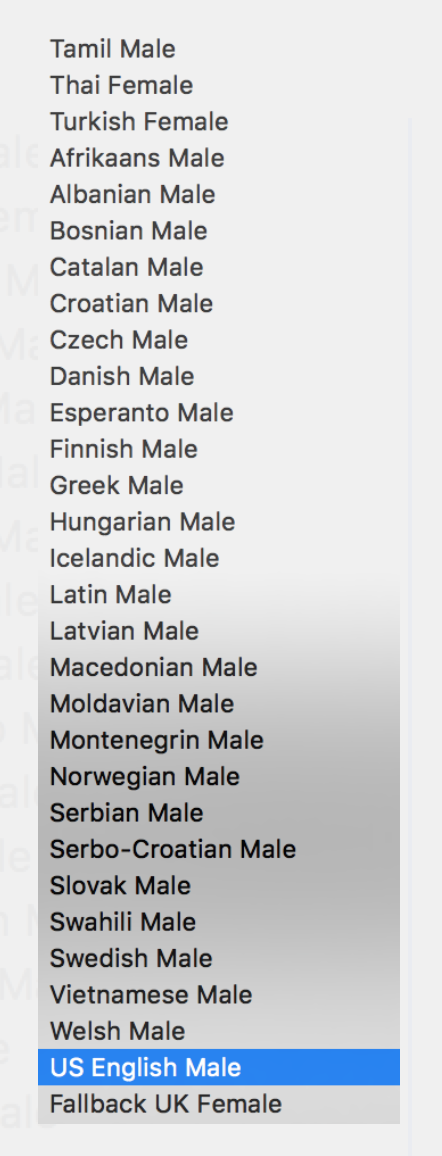 Tamil Male
Thai Female
Turkish Female
Afrikaans Male
Albanian Male
Bosnian Male
Catalan Male
Croatian Male
Czech Male
Danish Male
Esperanto Male
Finnish Male
Greek Male
Hungarian Male
Icelandic Male
Latin Male
Latvian Male
Macedonian Male
Moldavian Male
Montenegrin Male
Norwegian Male
Serbian Male
Serbo-Croatian Male
Slovak Male
Swahili Male
Swedish Male
Vietnamese Male
Welsh Male
US English Male
Fallback UK Female